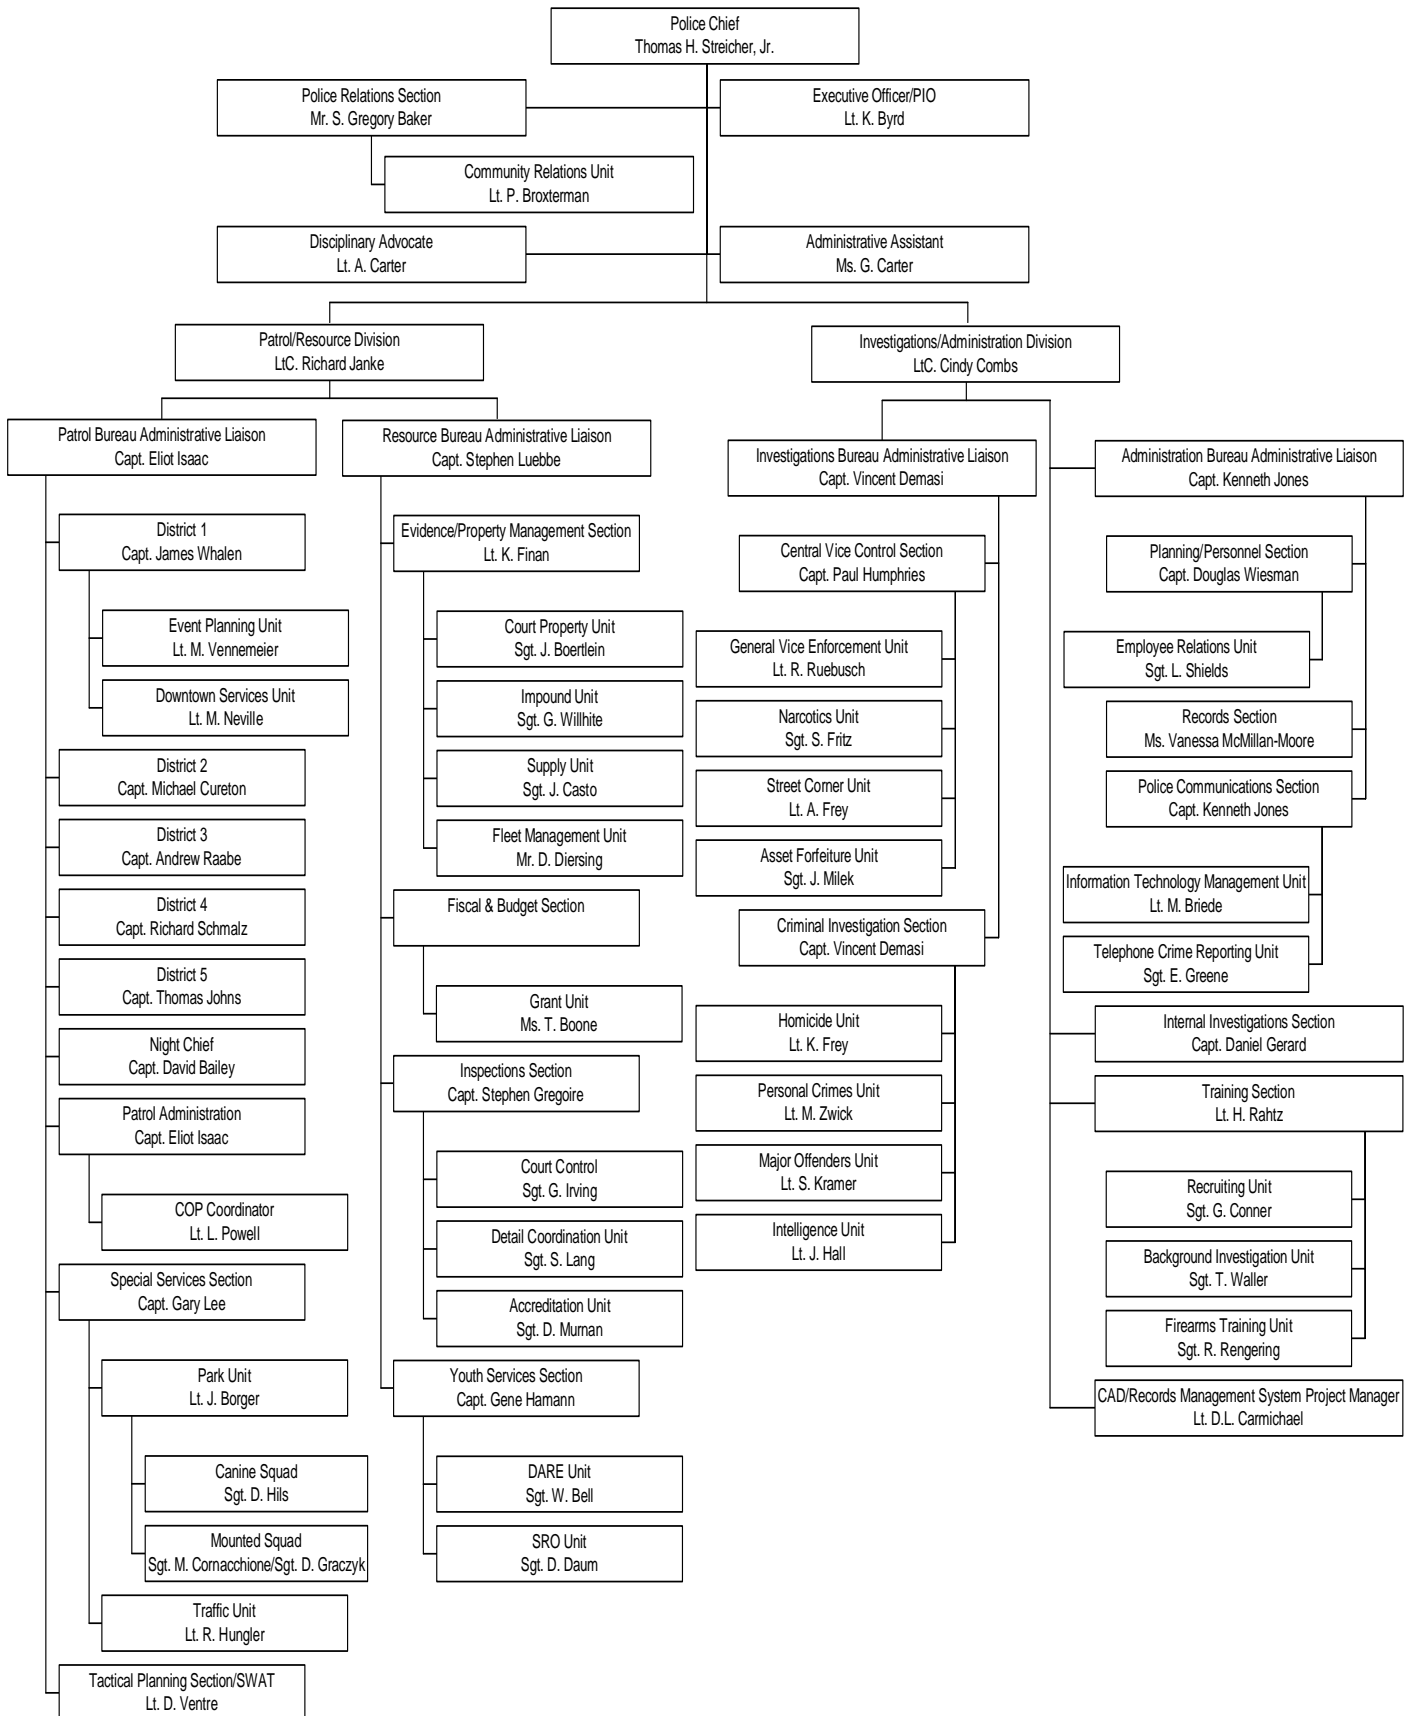 Police Chief
Thomas H. Streicher, Jr.
Police Relations Section
Mr. S. Gregory Baker
Executive Officer/PIO
Lt. K. Byrd
Community Relations Unit
Lt. P. Broxterman
Disciplinary Advocate
Lt. A. Carter
Administrative Assistant
Ms. G. Carter
Patrol/Resource Division
LtC. Richard Janke
Investigations/Administration Division
LtC. Cindy Combs
Patrol Bureau Administrative Liaison
Capt. Eliot Isaac
District 1
Capt. James Whalen
Event Planning Unit
Lt. M. Vennemeier
Downtown Services Unit
Lt. M. Neville
District 2
Capt. Michael Cureton
District 3
Capt. Andrew Raabe
District 4
Capt. Richard Schmalz
District 5
Capt. Thomas Johns
Night Chief
Capt. David Bailey
Patrol Administration
Capt. Eliot Isaac
COP Coordinator
Lt. L. Powell
Special Services Section
Capt. Gary Lee
Park Unit
Lt. J. Borger
Canine Squad
Sgt. D. Hils
Mounted Squad
Sgt. M. Cornacchione/Sgt. D. Graczyk
Traffic Unit
Lt. R. Hungler
Tactical Planning Section/SWAT
Lt. D. Ventre
Resource Bureau Administrative Liaison
Capt. Stephen Luebbe
Evidence/Property Management Section
Lt. K. Finan
Court Property Unit
Sgt. J. Boertlein
Impound Unit
Sgt. G. Willhite
Supply Unit
Sgt. J. Casto
Fleet Management Unit
Mr. D. Diersing
Fiscal & Budget Section
Grant Unit
Ms. T. Boone
Inspections Section
Capt. Stephen Gregoire
Court Control
Sgt. G. Irving
Detail Coordination Unit
Sgt. S. Lang
Accreditation Unit
Sgt. D. Murnan
Youth Services Section
Capt. Gene Hamann
DARE Unit
Sgt. W. Bell
SRO Unit
Sgt. D. Daum
Investigations Bureau Administrative Liaison
Capt. Vincent Demasi
Central Vice Control Section
Capt. Paul Humphries
General Vice Enforcement Unit
Lt. R. Ruebusch
Narcotics Unit
Sgt. S. Fritz
Street Corner Unit
Lt. A. Frey
Asset Forfeiture Unit
Sgt. J. Milek
Criminal Investigation Section
Capt. Vincent Demasi
Homicide Unit
Lt. K. Frey
Personal Crimes Unit
Lt. M. Zwick
Major Offenders Unit
Lt. S. Kramer
Intelligence Unit
Lt. J. Hall
Administration Bureau Administrative Liaison
Capt. Kenneth Jones
Planning/Personnel Section
Capt. Douglas Wiesman
Employee Relations Unit
Sgt. L. Shields
Records Section
Ms. Vanessa McMillan-Moore
Police Communications Section
Capt. Kenneth Jones
Information Technology Management Unit
Lt. M. Briede
Telephone Crime Reporting Unit
Sgt. E. Greene
Internal Investigations Section
Capt. Daniel Gerard
Training Section
Lt. H. Rahtz
Recruiting Unit
Sgt. G. Conner
Background Investigation Unit
Sgt. T. Waller
Firearms Training Unit
Sgt. R. Rengering
CAD/Records Management System Project Manager
Lt. D.L. Carmichael